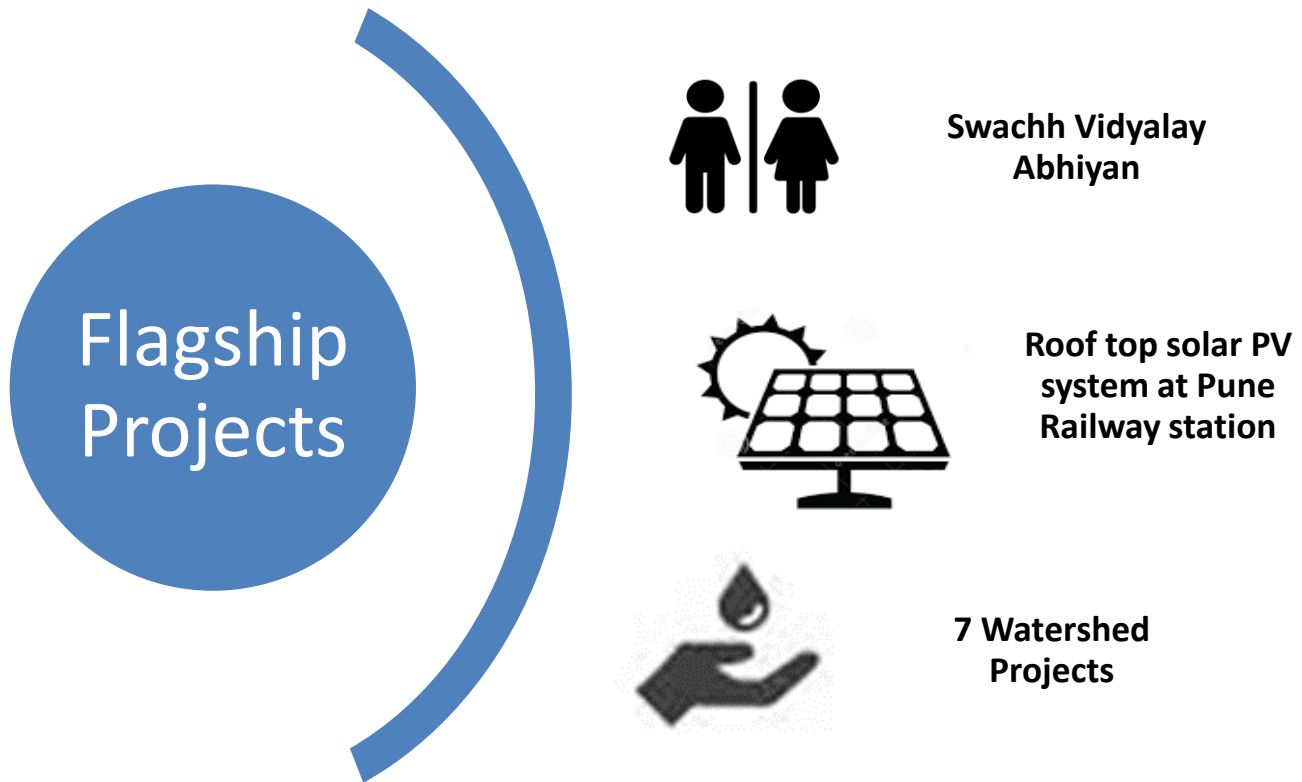 Flagship
Projects
Swachh Vidyalay
Abhiyan
Roof top solar PV
system at Pune
Railway station
7 Watershed
Projects